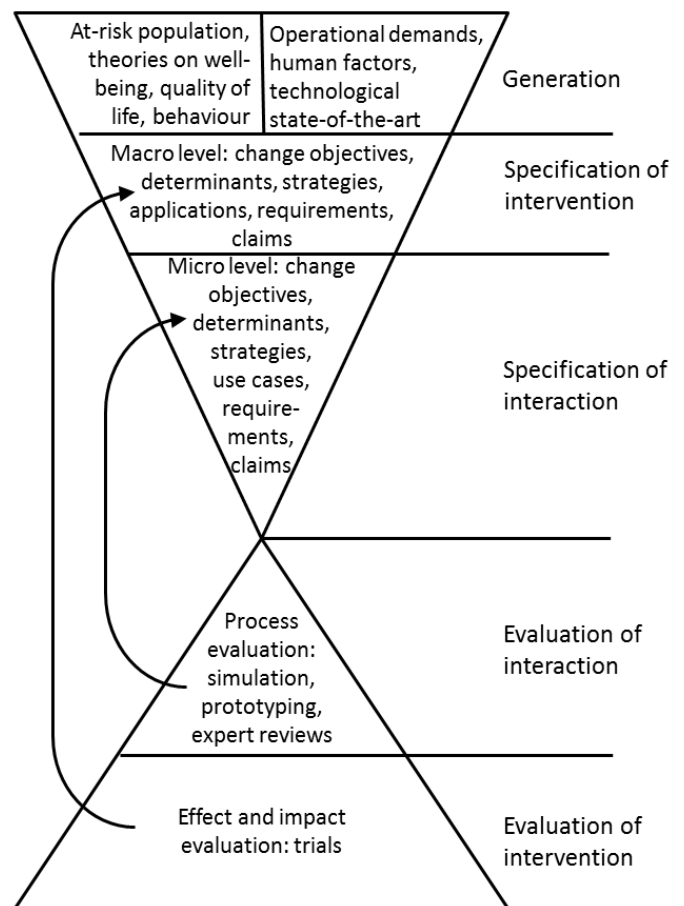 At-risk population,
theories on well-
being, quality of
life, behaviour
Operational demands,
human factors,
technological
state-of-the-art
Generation
Macro level: change objectives,
determinants, strategies,
applications, requirements,
claims
Specification of
intervention
Micro level: change
objectives,
determinants,
strategies,
use cases,
require-
ments,
claims
Specification of
interaction
Process
evaluation:
simulation,
prototyping,
expert reviews
Evaluation of
interaction
Effect and impact
evaluation: trials
Evaluation of
intervention